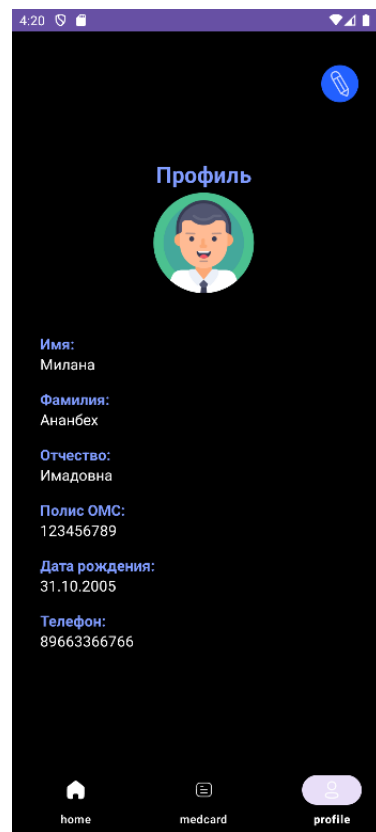 4:20
Профиль
Имя:
Милана
Фамилия:
Ананбех
Отчество:
Имадовна
Полис ОМС:
123456789
Дата рождения:
31.10.2005
Телефон:
89663366766
home medcard profile